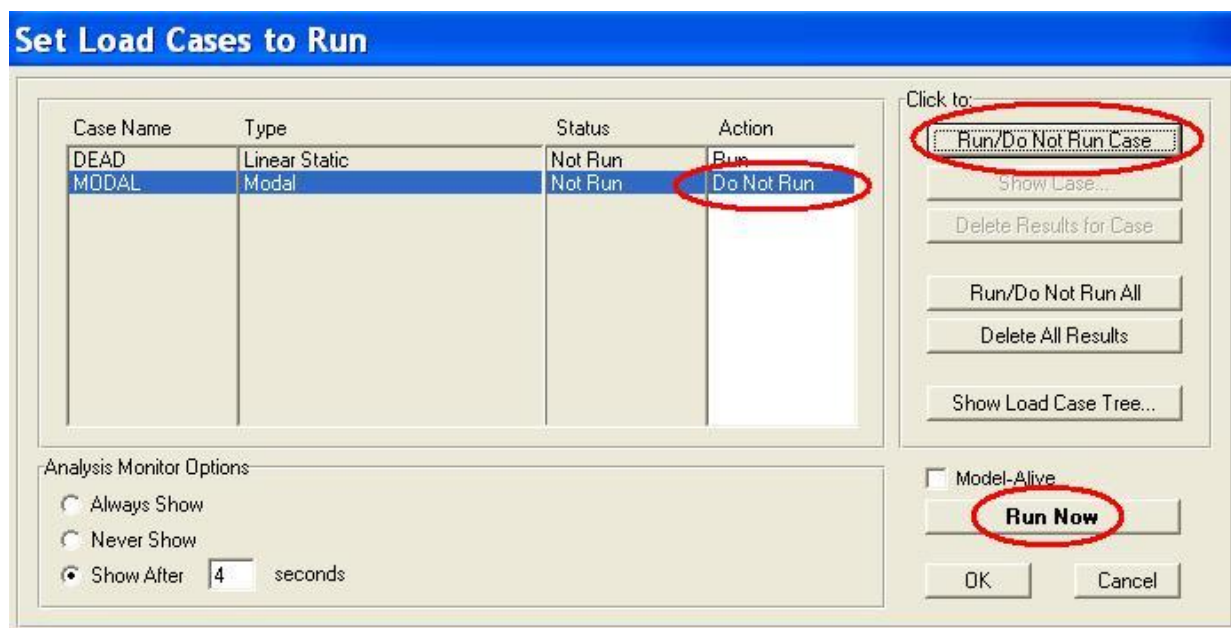 Set Load Cases to Run
Case Name Type Status Action
DEAD Linear Static Not Run Run
MODAL Modal Not Run Do Not Run
Click to:
Run/Do Not Run Case
Show Case...
Delete Results for Case
Run/Do Not Run All
Delete All Results
Show Load Case Tree...
Analysis Monitor Options
Always Show
Never Show
Show After 4 seconds
Model-Alive
Run Now
OK Cancel